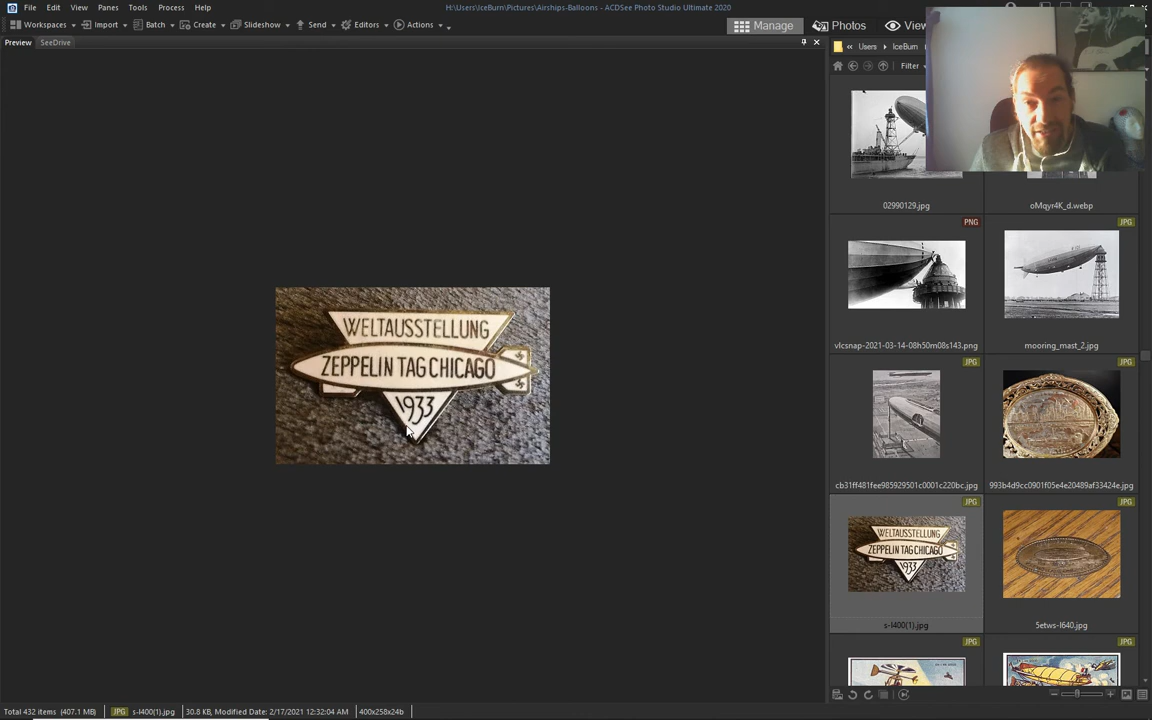 H:\Users\IceBurn\Pictures\Airships-Balloons - ACDSee Photo Studio Ultimate 2020
File Edit View Tools Process Help
Workspaces Import Batch Create Slideshow Send Editors Actions
Manage Photos View
Preview SeeDrive
Users IceBurn
Filter
WELTAUSSTELLUNG
ZEPPELIN TAG CHICAGO
1933
02990129.jpg
oMqyr4K_d.webp
PNG
JPG
vlcsnap-2021-03-14-08h50m08s143.png
mooring_mast_2.jpg
JPG
JPG
cb31ff481fee985929501c0001c220bc.jpg
993b4d9cc0901f05e4e20489af33424e.jpg
JPG
JPG
WELTAUSSTELLUNG
ZEPPELIN TAG CHICAGO
1933
s-l400(1).jpg
5etws-l640.jpg
JPG
JPG
Total 432 items (407.1 MB) JPG s-l400(1).jpg 30.8 KB, Modified Date: 2/17/2021 12:32:04 AM 400x258x24b